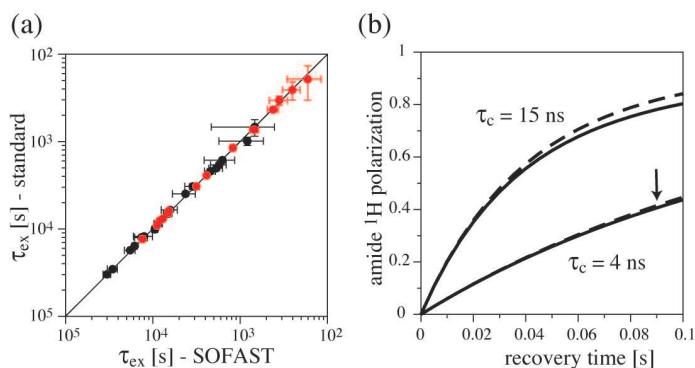 (a)
10²
10³
10⁴
10⁵
τex [s] - standard
10⁵ 10⁴ 10³ 10²
τex [s] - SOFAST
(b)
1
0.8
0.6
0.4
0.2
0
amide ¹H polarization
τc = 15 ns
τc = 4 ns
0 0.02 0.04 0.06 0.08 0.1
recovery time [s]